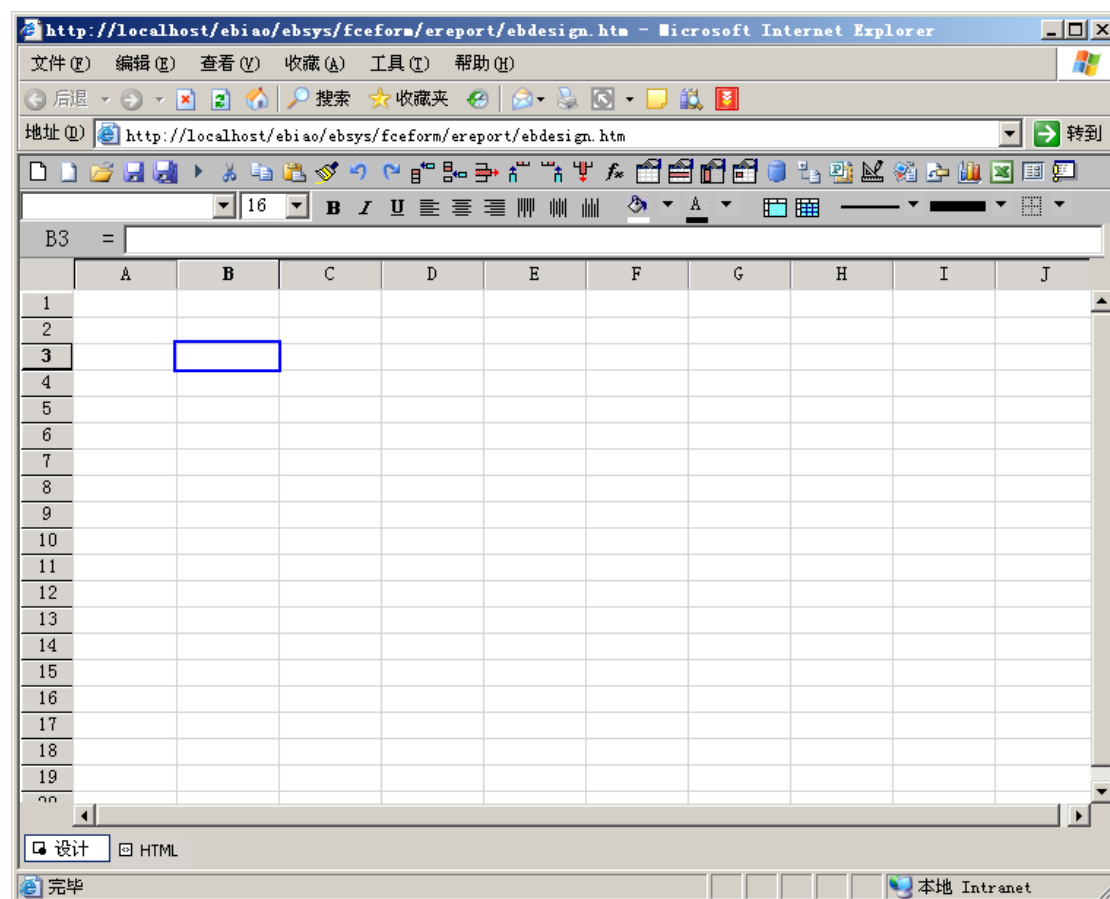 http://localhost/ebiao/ebsys/fceform/ereport/ebdesign.htm - Microsoft Internet Explorer
文件(F) 编辑(E) 查看(V) 收藏(A) 工具(T) 帮助(H)
后退 搜索 收藏夹
地址(D) http://localhost/ebiao/ebsys/fceform/ereport/ebdesign.htm 转到
16 B I U A
B3 =
A B C D E F G H I J
1
2
3
4
5
6
7
8
9
10
11
12
13
14
15
16
17
18
19
20
设计 HTML
完毕 本地 Intranet